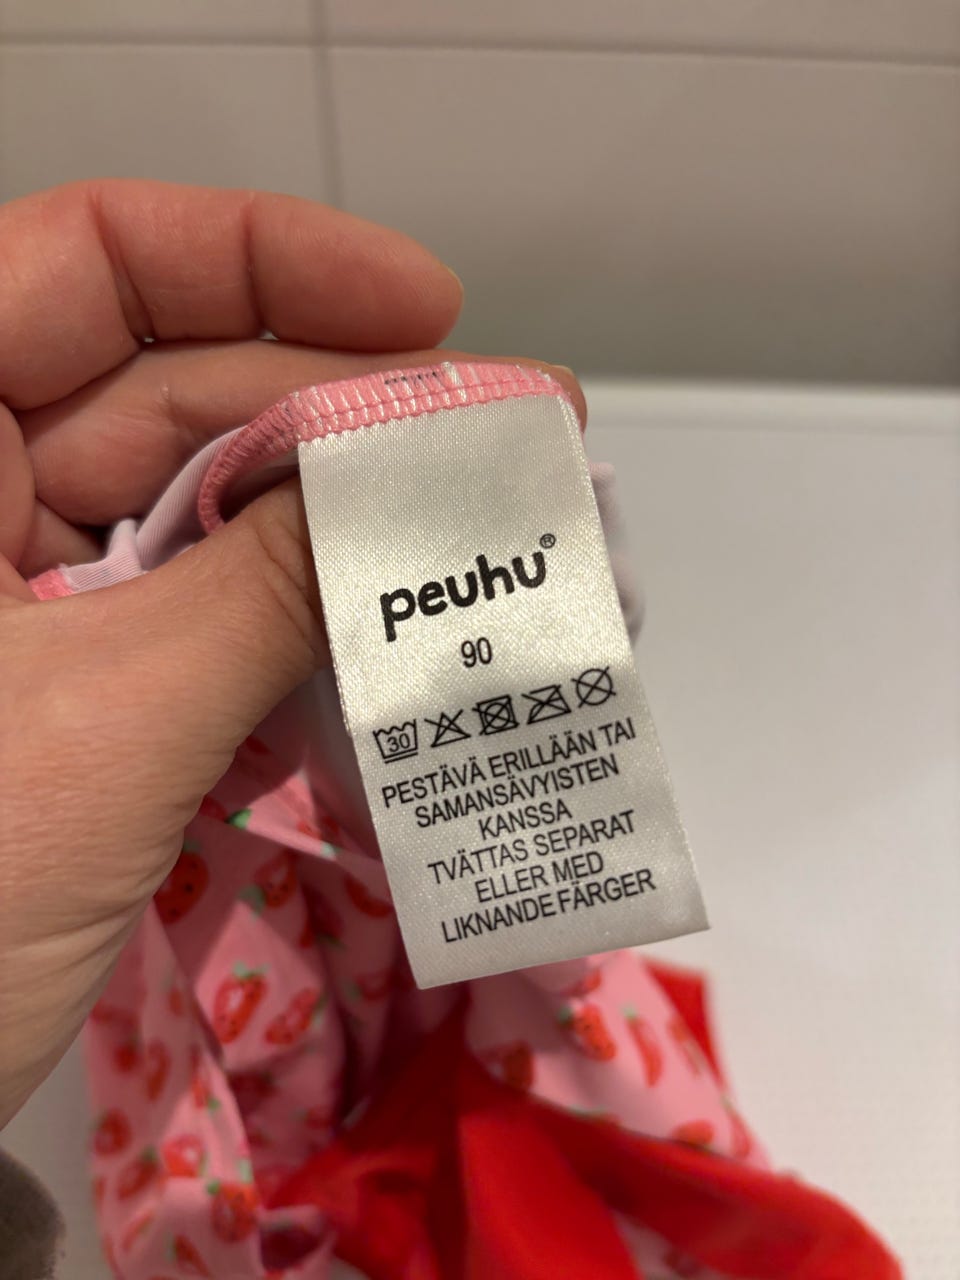 peuhu®
90
30
PESTÄVÄ ERILLÄÄN TAI
SAMANSÄVYISTEN
KANSSA
TVÄTTAS SEPARAT
ELLER MED
LIKNANDE FÄRGER